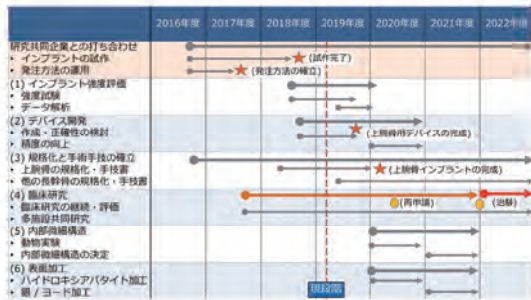 2016年度 2017年度 2018年度 2019年度 2020年度 2021年度 2022年度
研究共同企業との打ち合わせ
• インプラントの試作 (試作完了)
• 発注方法の運用 (発注方法の確立)
(1) インプラント強度評価
• 強度試験
• データ解析
(2) デバイス開発
• 作成・正確性の検討 (上腕骨用デバイスの完成)
• 精度の向上
(3) 規格化と手術手技の確立
• 上腕骨の規格化・手技書 (上腕骨インプラントの完成)
• 他の長幹骨の規格化・手技書
(4) 臨床研究
• 臨床研究の継続・評価 (再申請) (治験)
• 多施設共同研究
(5) 内部微細構造
• 動物実験
• 内部微細構造の決定
(6) 表面加工
• ハイドロキシアパタイト加工
• 銀 / ヨード加工
現段階